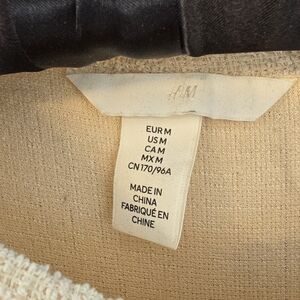 H&M
EUR M
US M
CA M
MX M
CN 170/96A
MADE IN
CHINA
FABRIQUÉ EN
CHINE